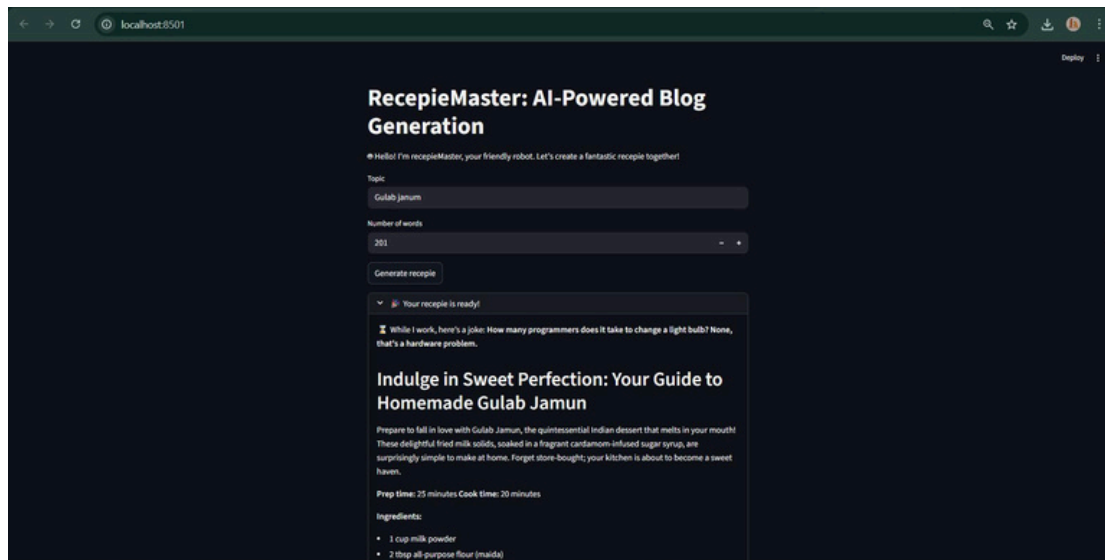 localhost:8501
Deploy
RecepieMaster: AI-Powered Blog
Generation
Hello! I'm recepieMaster, your friendly robot. Let's create a fantastic recepie together!
Topic
Gulab janum
Number of words
201
Generate recepie
Your recepie is ready!
While I work, here's a joke: How many programmers does it take to change a light bulb? None,
that's a hardware problem.
Indulge in Sweet Perfection: Your Guide to
Homemade Gulab Jamun
Prepare to fall in love with Gulab Jamun, the quintessential Indian dessert that melts in your mouth!
These delightful fried milk solids, soaked in a fragrant cardamom-infused sugar syrup, are
surprisingly simple to make at home. Forget store-bought; your kitchen is about to become a sweet
haven.
Prep time: 25 minutes Cook time: 20 minutes
Ingredients:
• 1 cup milk powder
• 2 tbsp all-purpose flour (maida)